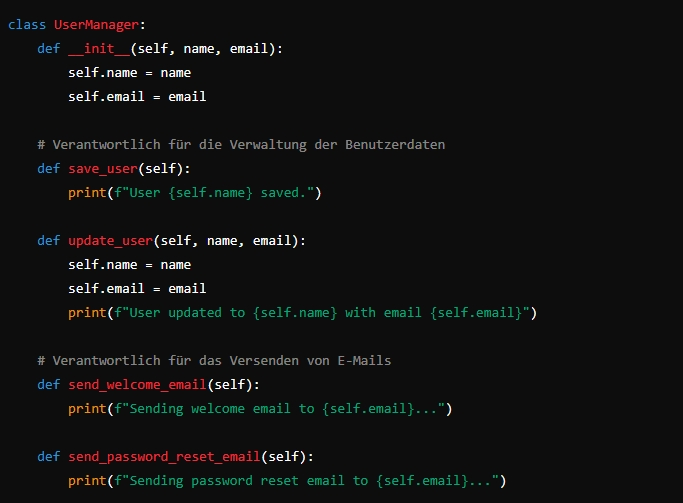 class UserManager:
    def __init__(self, name, email):
        self.name = name
        self.email = email

    # Verantwortlich für die Verwaltung der Benutzerdaten
    def save_user(self):
        print(f"User {self.name} saved.")

    def update_user(self, name, email):
        self.name = name
        self.email = email
        print(f"User updated to {self.name} with email {self.email}")

    # Verantwortlich für das Versenden von E-Mails
    def send_welcome_email(self):
        print(f"Sending welcome email to {self.email}...")

    def send_password_reset_email(self):
        print(f"Sending password reset email to {self.email}...")